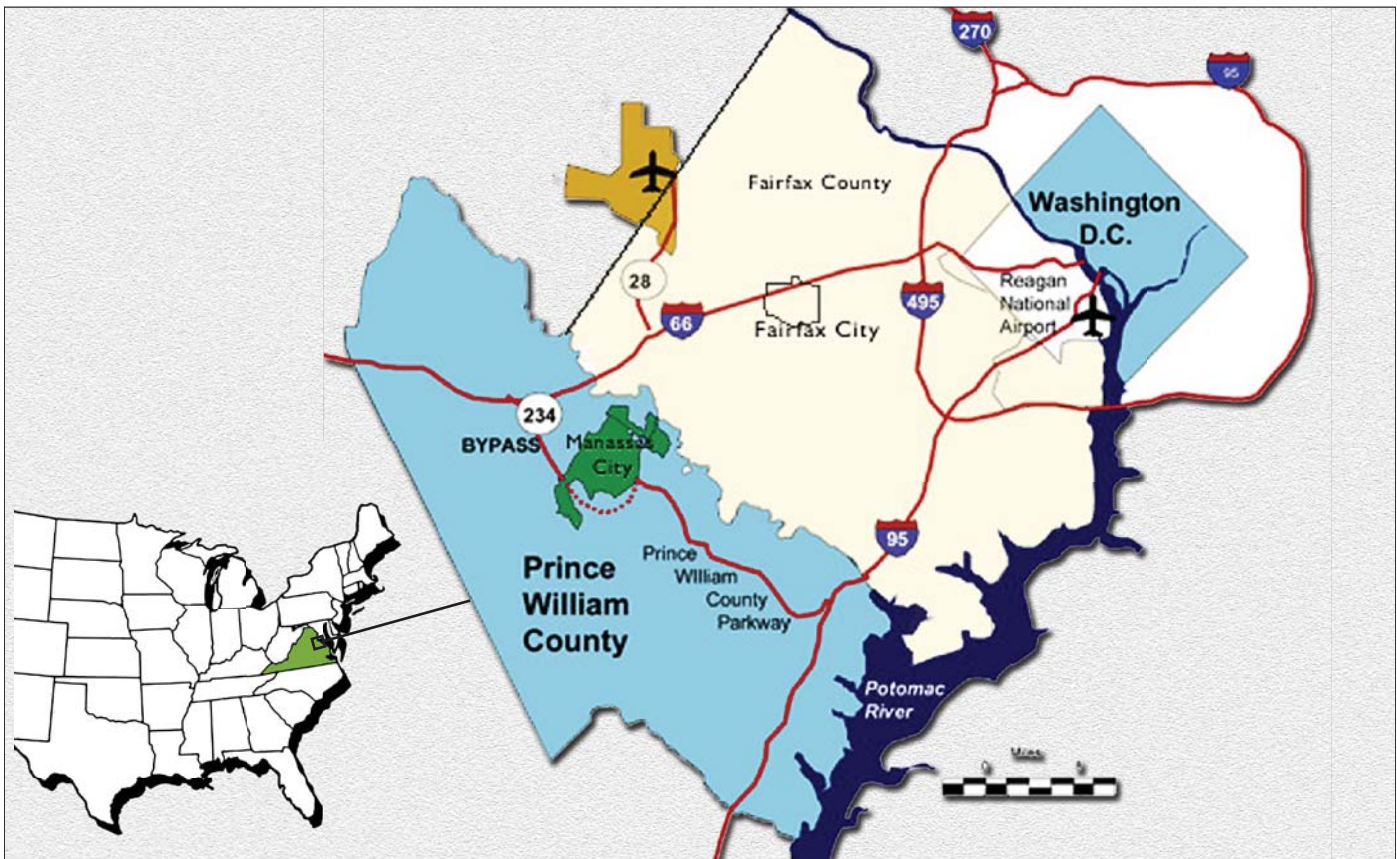 270
95
Fairfax County
Washington
D.C.
28
Reagan
National
Airport
495
66
Fairfax City
234
BYPASS
Manassas
City
95
Prince
William
County
Prince
WIlliam
County
Parkway
Potomac
River
Miles